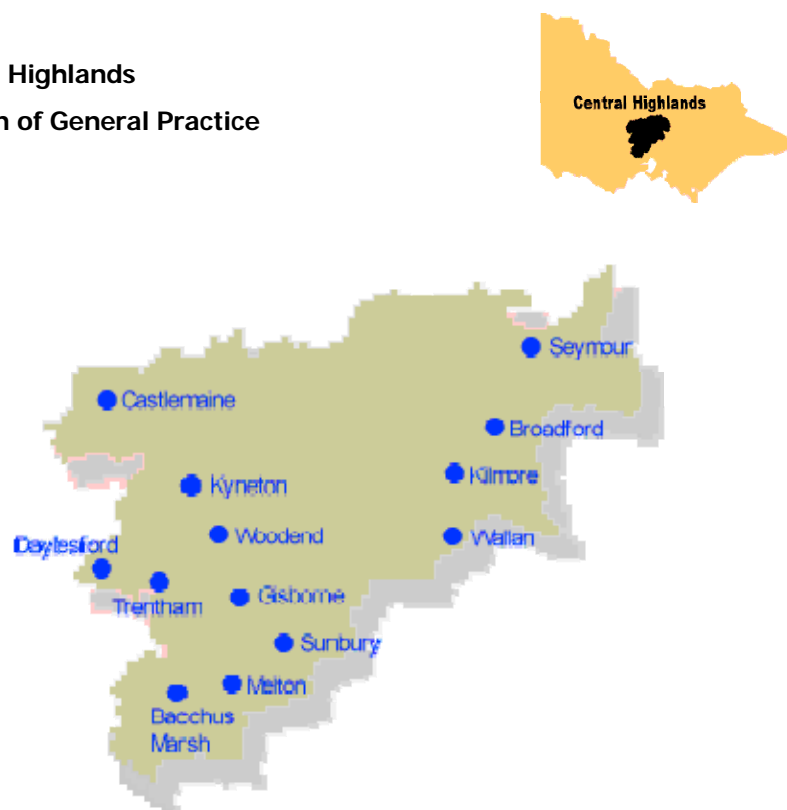 Highlands
n of General Practice
Central Highlands
Seymour
Castlemaine
Broadford
Kilmore
Kyneton
Woodend
Wallan
Daylesford
Gisborne
Trentham
Sunbury
Melton
Bacchus
Marsh